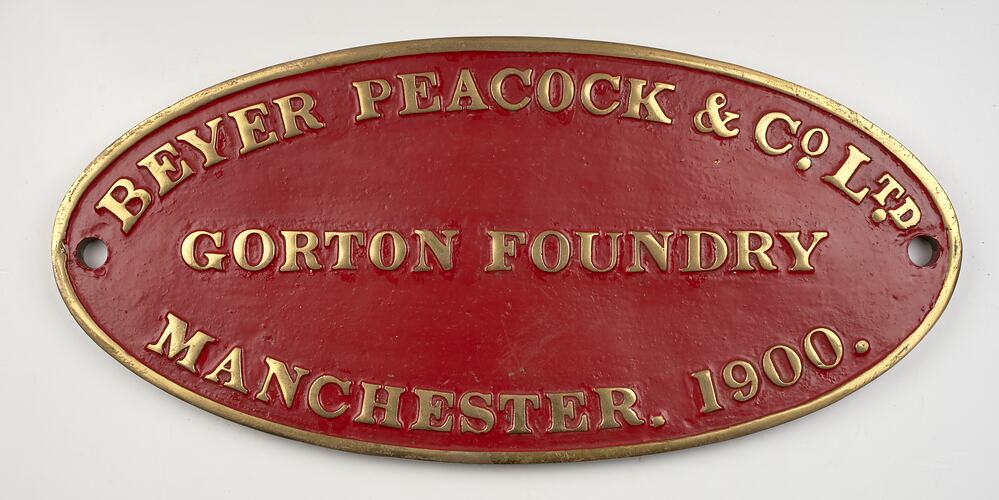 BEYER PEACOCK & Co. LTD.
GORTON FOUNDRY
MANCHESTER. 1900.